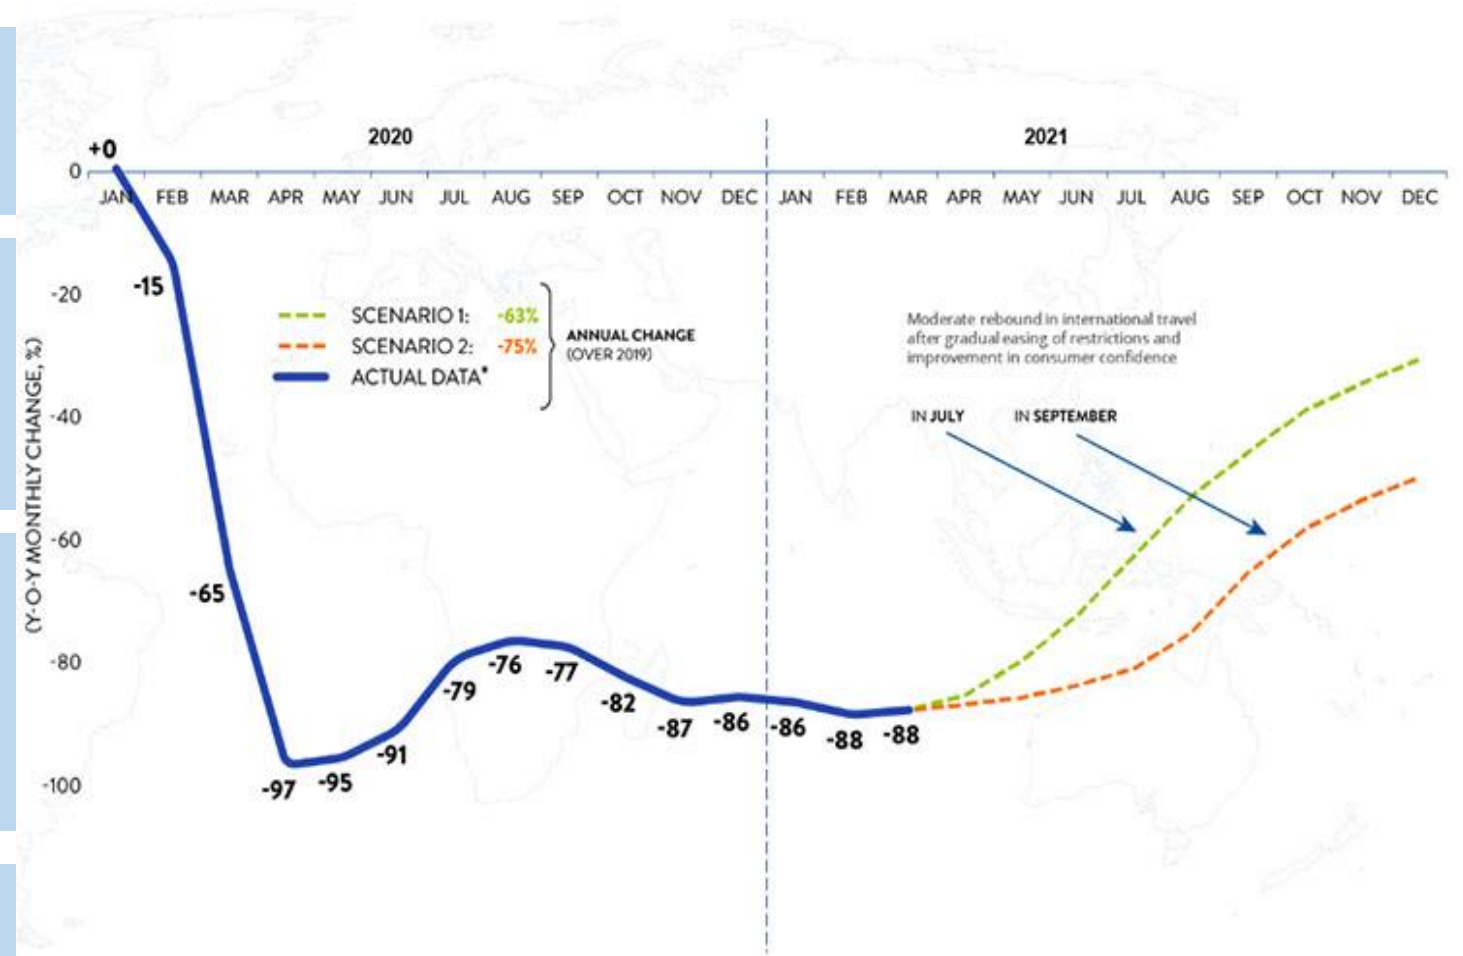 2020
2021
+0
0
JAN FEB MAR APR MAY JUN JUL AUG SEP OCT NOV DEC JAN FEB MAR APR MAY JUN JUL AUG SEP OCT NOV DEC
-15
-20
SCENARIO 1: -63%
SCENARIO 2: -75%
ACTUAL DATA*
ANNUAL CHANGE
(OVER 2019)
Moderate rebound in international travel
after gradual easing of restrictions and
improvement in consumer confidence
IN JULY
IN SEPTEMBER
(Y-O-Y MONTHLY CHANGE, %)
-40
-60
-65
-80
-76
-77
-79
-82
-87
-86
-86
-88
-88
-91
-95
-97
-100